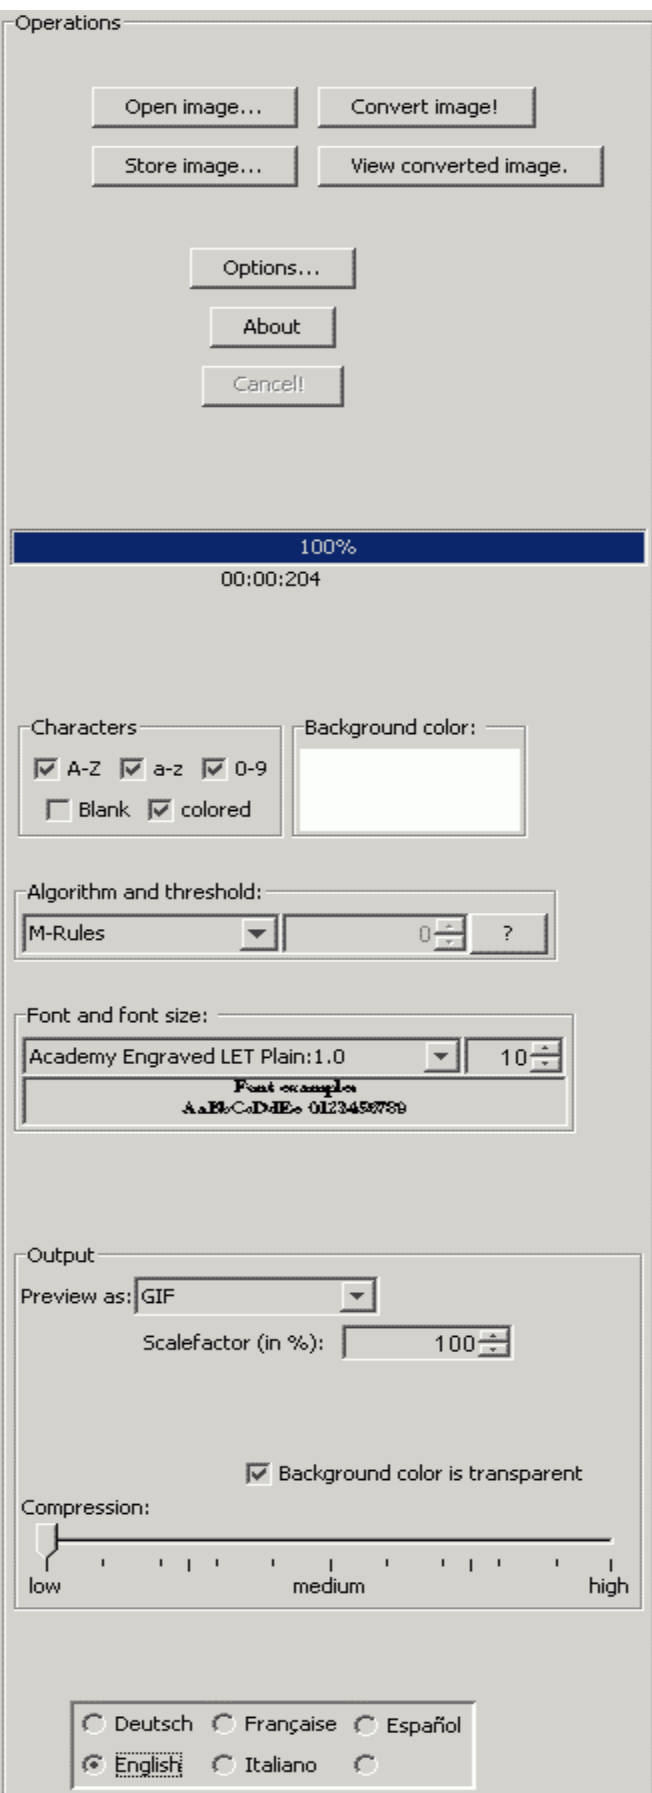 Operations
Open image... Convert image!
Store image... View converted image.
Options...
About
Cancel!
100%
00:00:204
Characters Background color:
A-Z a-z 0-9
Blank colored
Algorithm and threshold:
M-Rules 0 ?
Font and font size:
Academy Engraved LET Plain:1.0 10
Font examples
AaBbCcDdEe 0123456789
Output
Preview as: GIF
Scalefactor (in %): 100
Background color is transparent
Compression:
low medium high
Deutsch Française Español
English Italiano